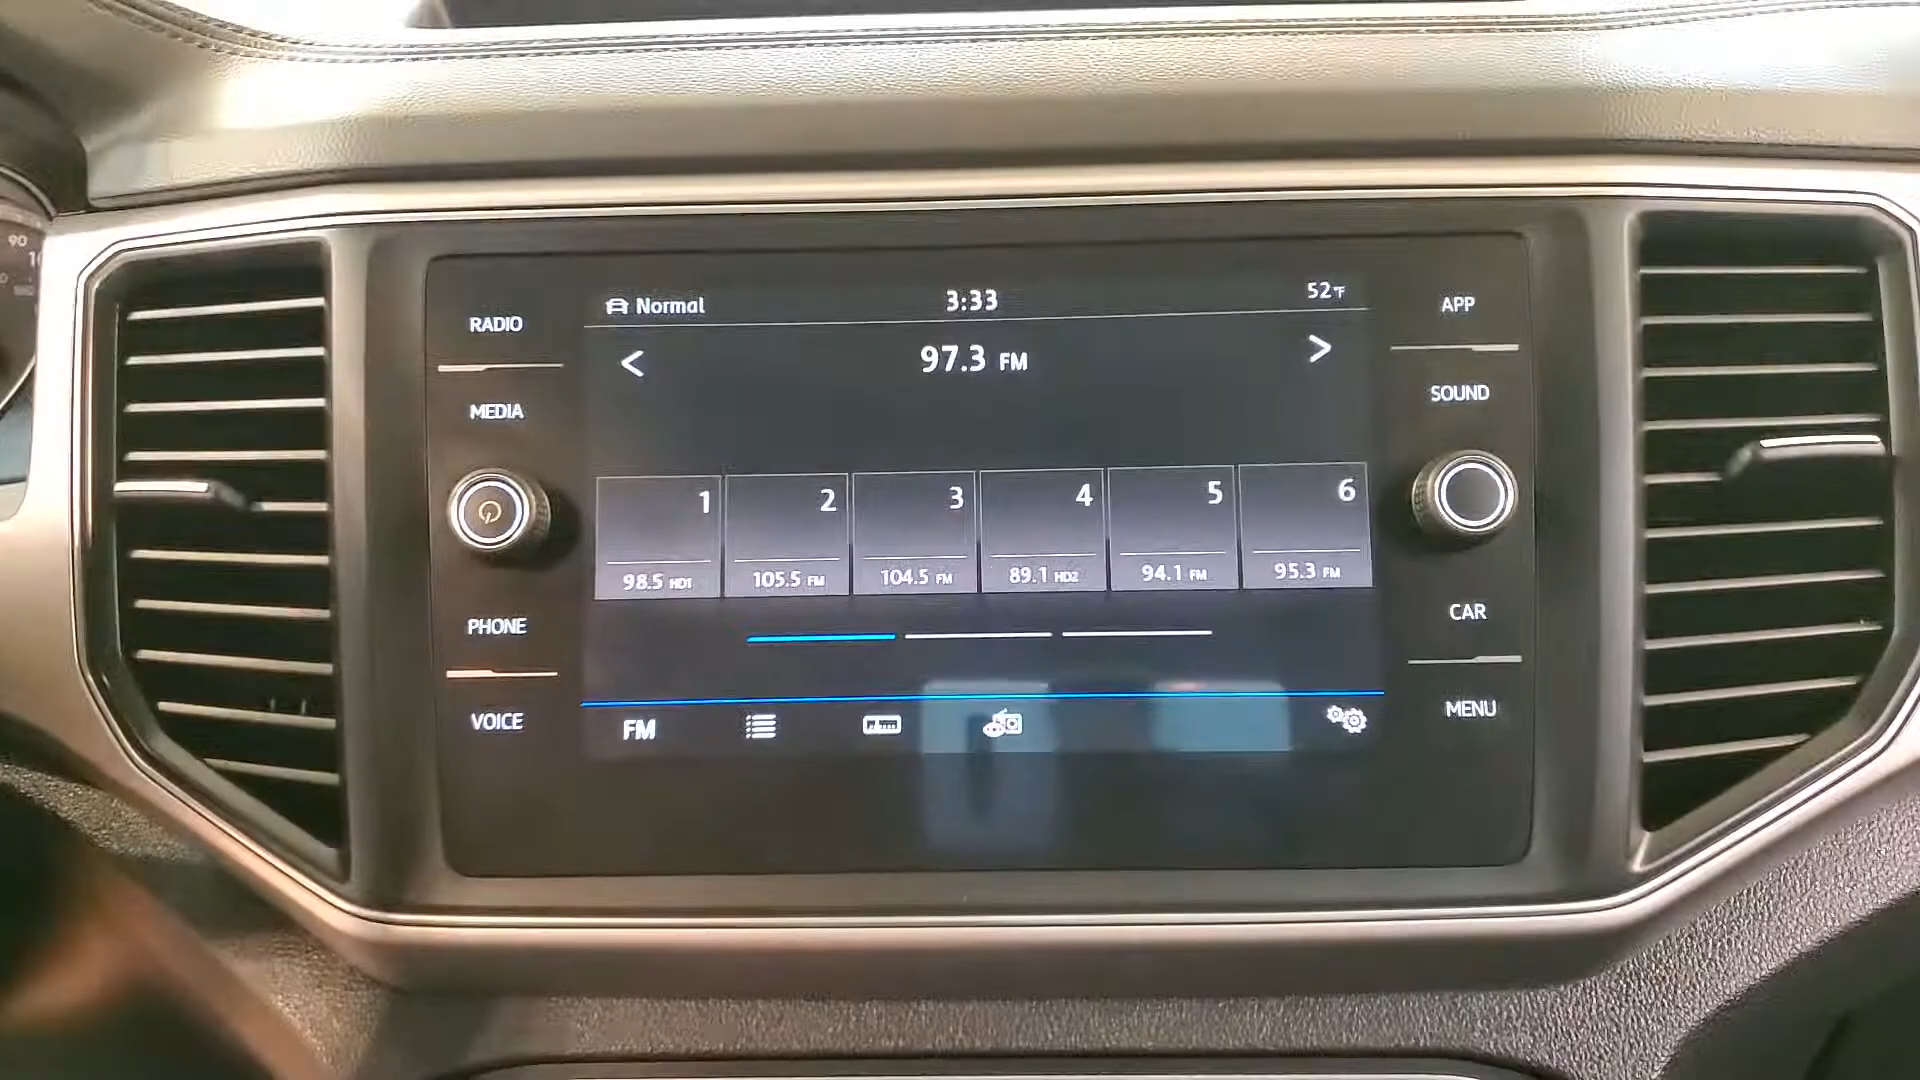 Normal 3:33 52°F
RADIO
APP
< 97.3 FM >
MEDIA
SOUND
1 2 3 4 5 6
98.5 HD1 105.5 FM 104.5 FM 89.1 HD2 94.1 FM 95.3 FM
PHONE
CAR
VOICE
FM
MENU
90